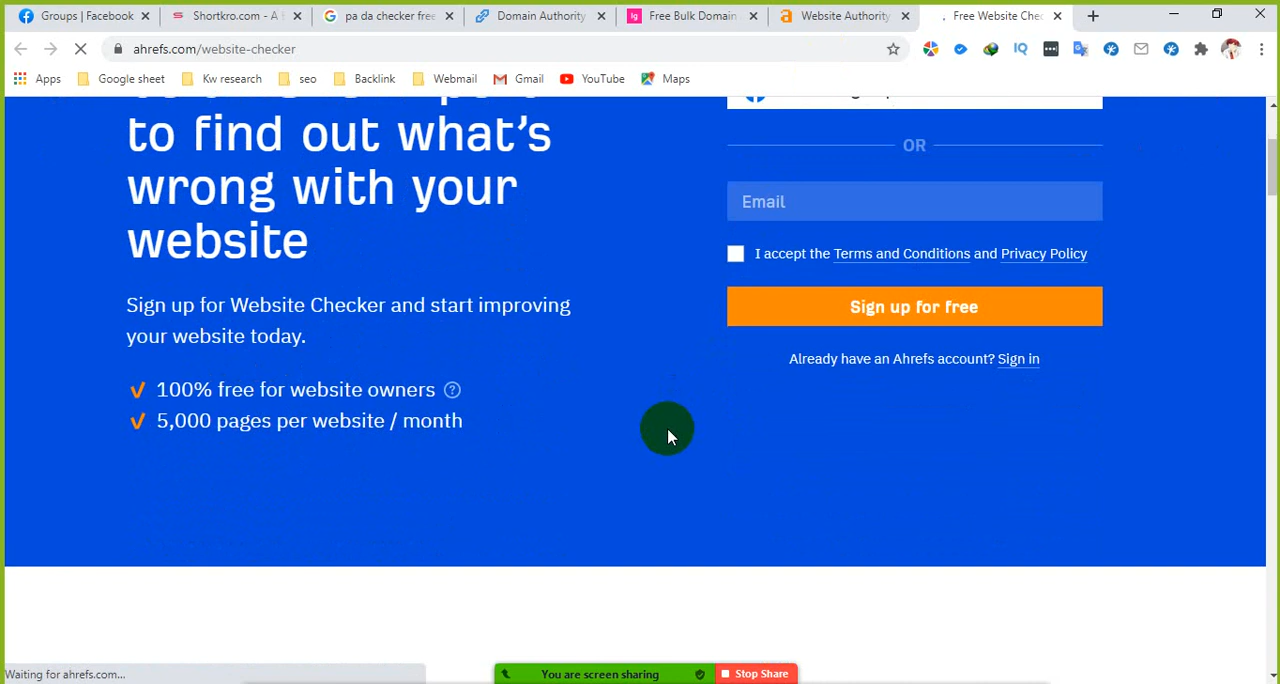 Groups | Facebook
Shortkro.com - A
pa da checker free
Domain Authority
Free Bulk Domain
Website Authority
Free Website Chec
ahrefs.com/website-checker
Apps
Google sheet
Kw research
seo
Backlink
Webmail
Gmail
YouTube
Maps
to find out what's
wrong with your
website
Sign up for Website Checker and start improving
your website today.
100% free for website owners
5,000 pages per website / month
OR
Email
I accept the Terms and Conditions and Privacy Policy
Sign up for free
Already have an Ahrefs account? Sign in
Waiting for ahrefs.com...
You are screen sharing
Stop Share